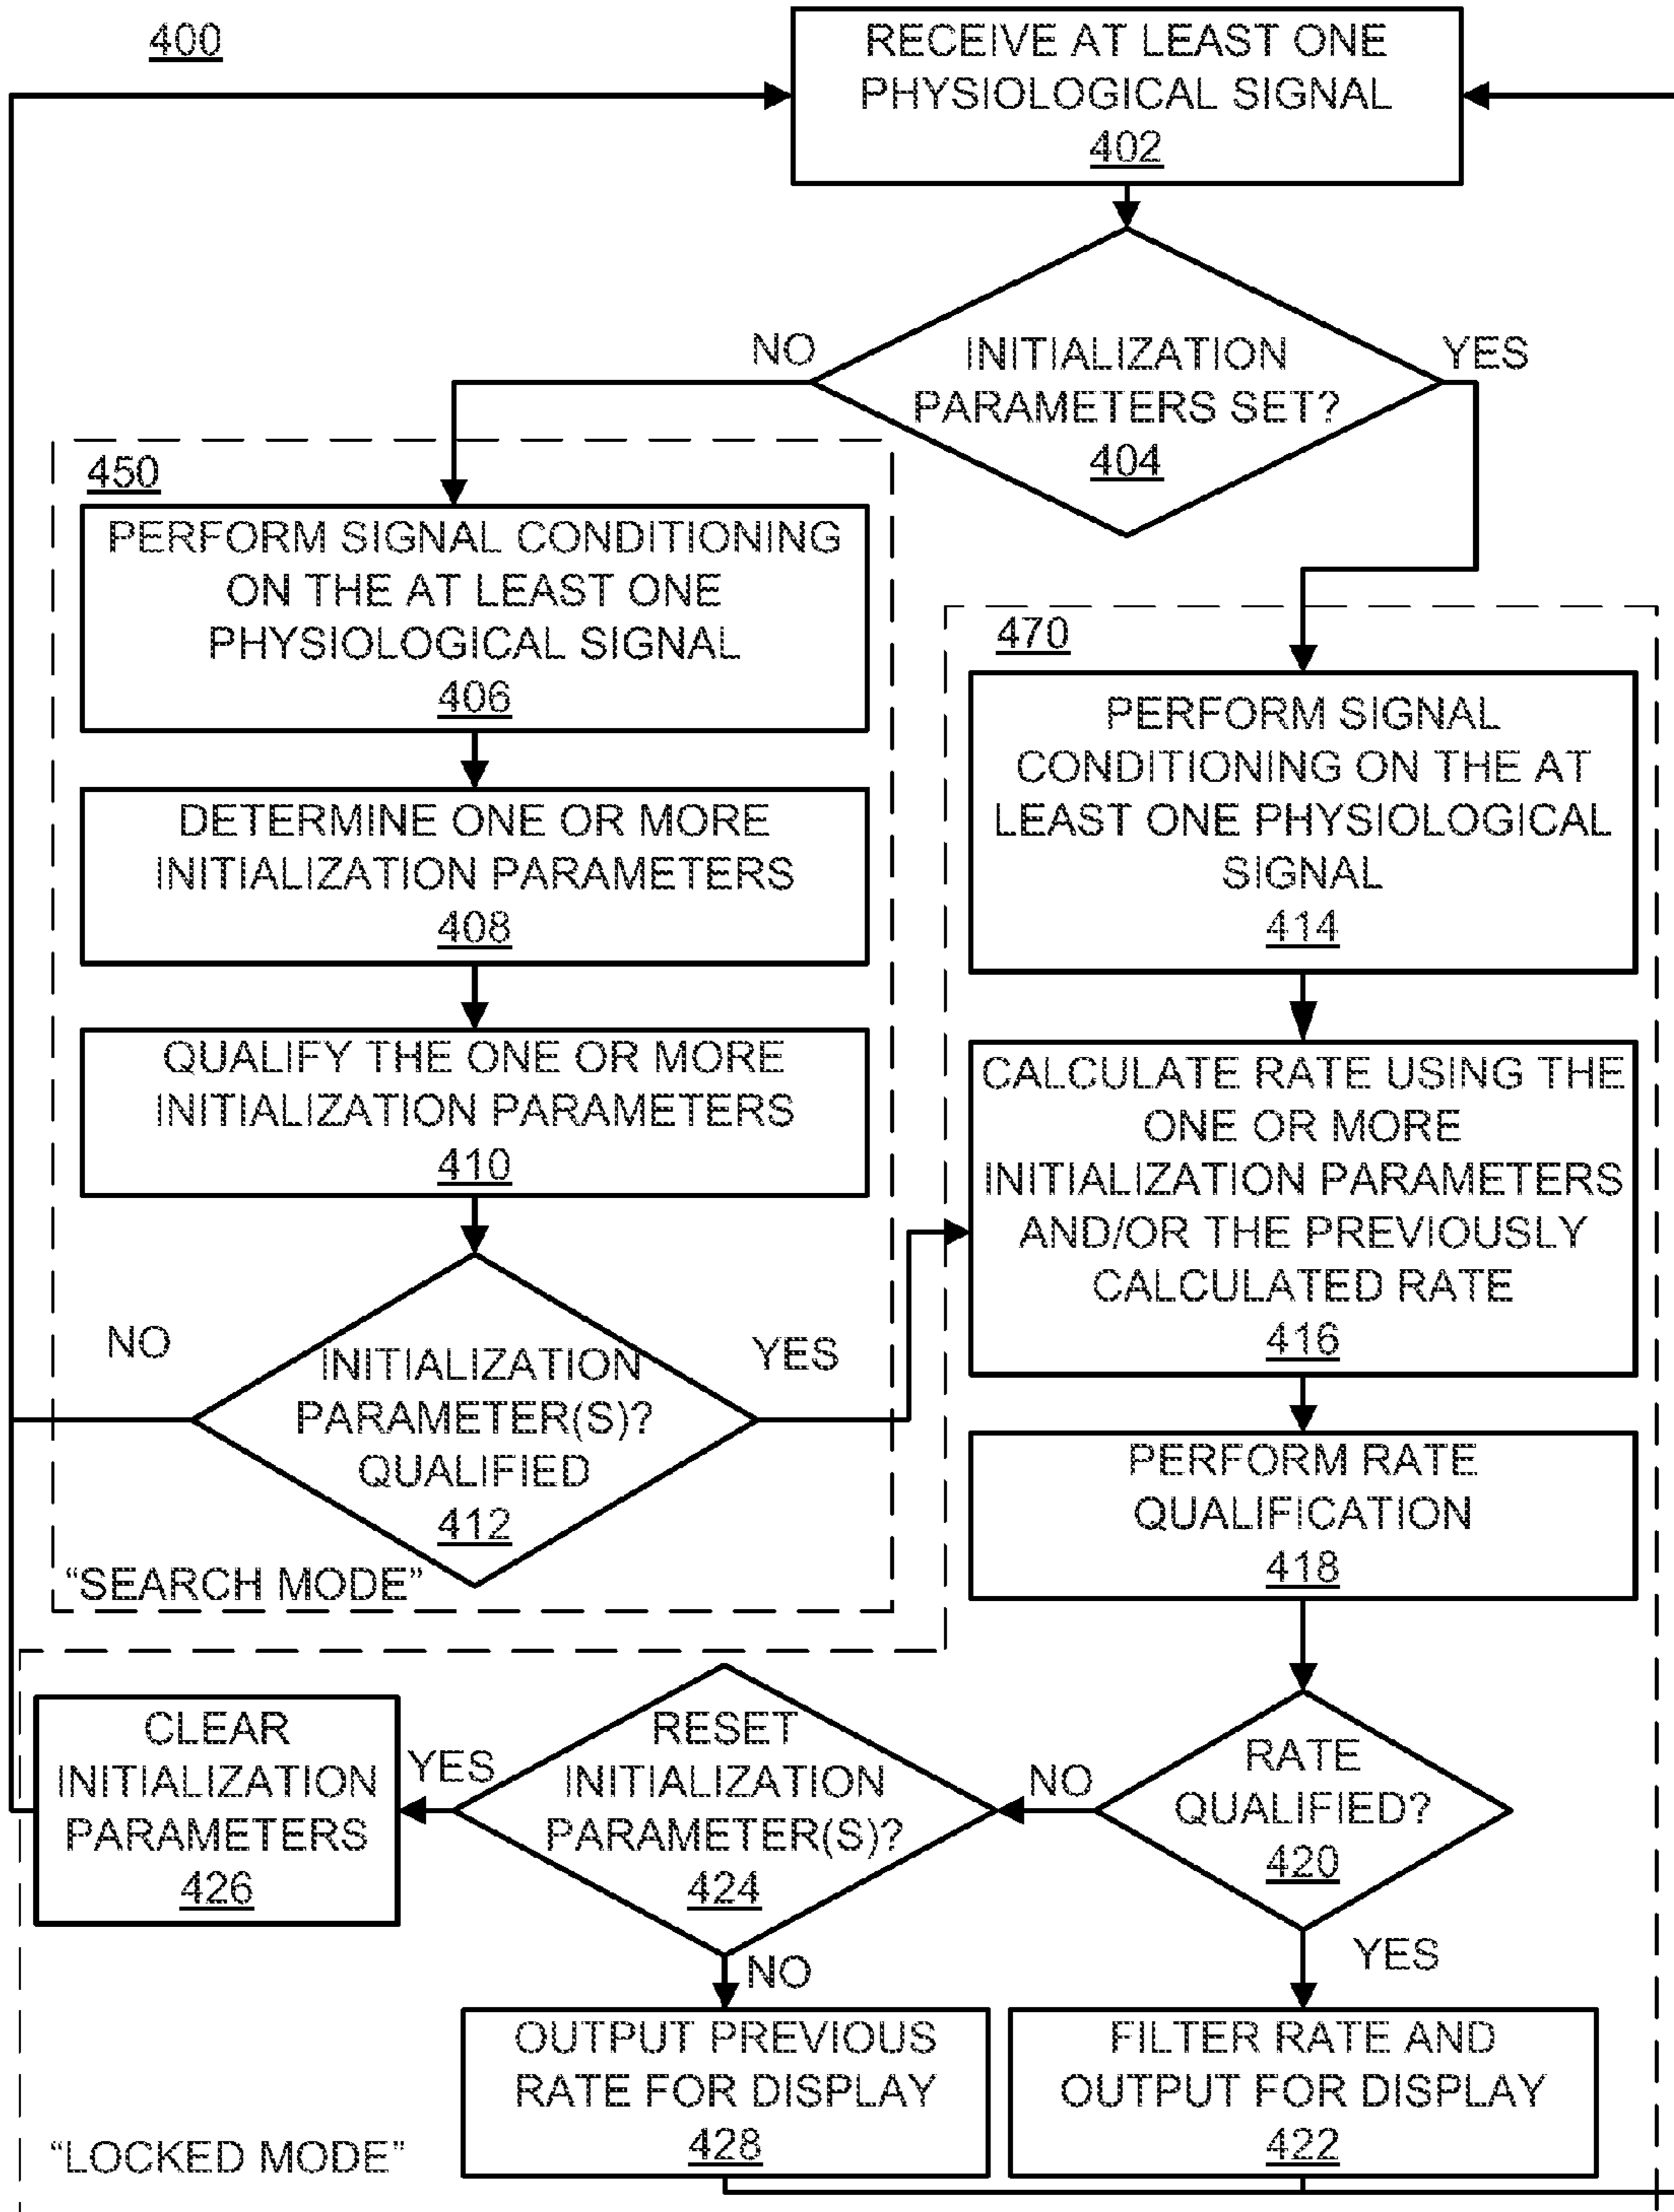 400
RECEIVE AT LEAST ONE
PHYSIOLOGICAL SIGNAL
402
NO
YES
INITIALIZATION
PARAMETERS SET?
404
450
PERFORM SIGNAL CONDITIONING
ON THE AT LEAST ONE
PHYSIOLOGICAL SIGNAL
406
DETERMINE ONE OR MORE
INITIALIZATION PARAMETERS
408
QUALIFY THE ONE OR MORE
INITIALIZATION PARAMETERS
410
NO
YES
INITIALIZATION
PARAMETER(S)?
QUALIFIED
412
"SEARCH MODE"
470
PERFORM SIGNAL
CONDITIONING ON THE AT
LEAST ONE PHYSIOLOGICAL
SIGNAL
414
CALCULATE RATE USING THE
ONE OR MORE
INITIALIZATION PARAMETERS
AND/OR THE PREVIOUSLY
CALCULATED RATE
416
PERFORM RATE
QUALIFICATION
418
RATE
QUALIFIED?
420
NO
YES
RESET
INITIALIZATION
PARAMETER(S)?
424
YES
NO
CLEAR
INITIALIZATION
PARAMETERS
426
OUTPUT PREVIOUS
RATE FOR DISPLAY
428
FILTER RATE AND
OUTPUT FOR DISPLAY
422
"LOCKED MODE"